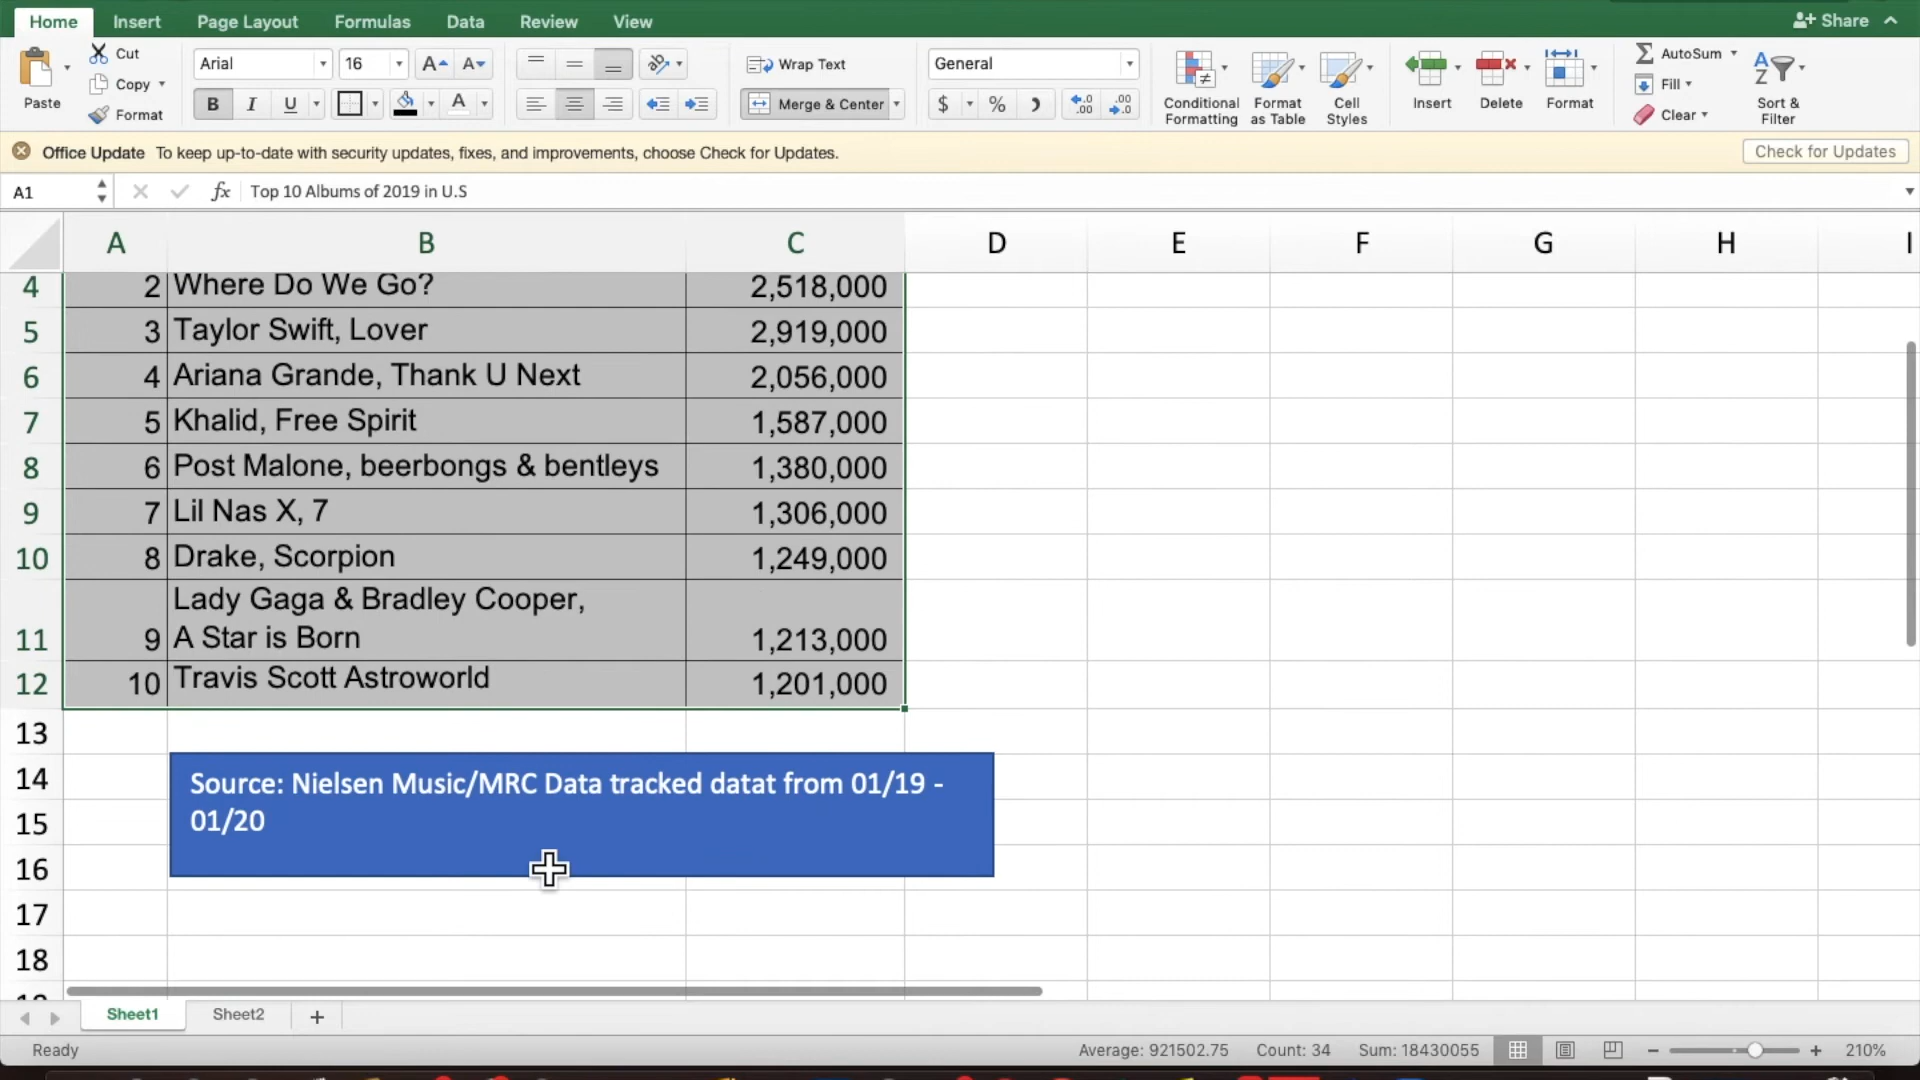 Home Insert Page Layout Formulas Data Review View Share
Paste Cut Copy Format
Arial 16
B I U
Wrap Text
Merge & Center
General
$ %
Conditional Formatting
Format as Table
Cell Styles
Insert Delete Format
AutoSum
Fill
Clear
Sort & Filter
Office Update To keep up-to-date with security updates, fixes, and improvements, choose Check for Updates. Check for Updates
A1 fx Top 10 Albums of 2019 in U.S
A B C D E F G H I
4 2 Where Do We Go? 2,518,000
5 3 Taylor Swift, Lover 2,919,000
6 4 Ariana Grande, Thank U Next 2,056,000
7 5 Khalid, Free Spirit 1,587,000
8 6 Post Malone, beerbongs & bentleys 1,380,000
9 7 Lil Nas X, 7 1,306,000
10 8 Drake, Scorpion 1,249,000
Lady Gaga & Bradley Cooper,
11 9 A Star is Born 1,213,000
12 10 Travis Scott Astroworld 1,201,000
13
14 Source: Nielsen Music/MRC Data tracked datat from 01/19 -
15 01/20
16
17
18
Sheet1 Sheet2 +
Ready Average: 921502.75 Count: 34 Sum: 18430055 210%